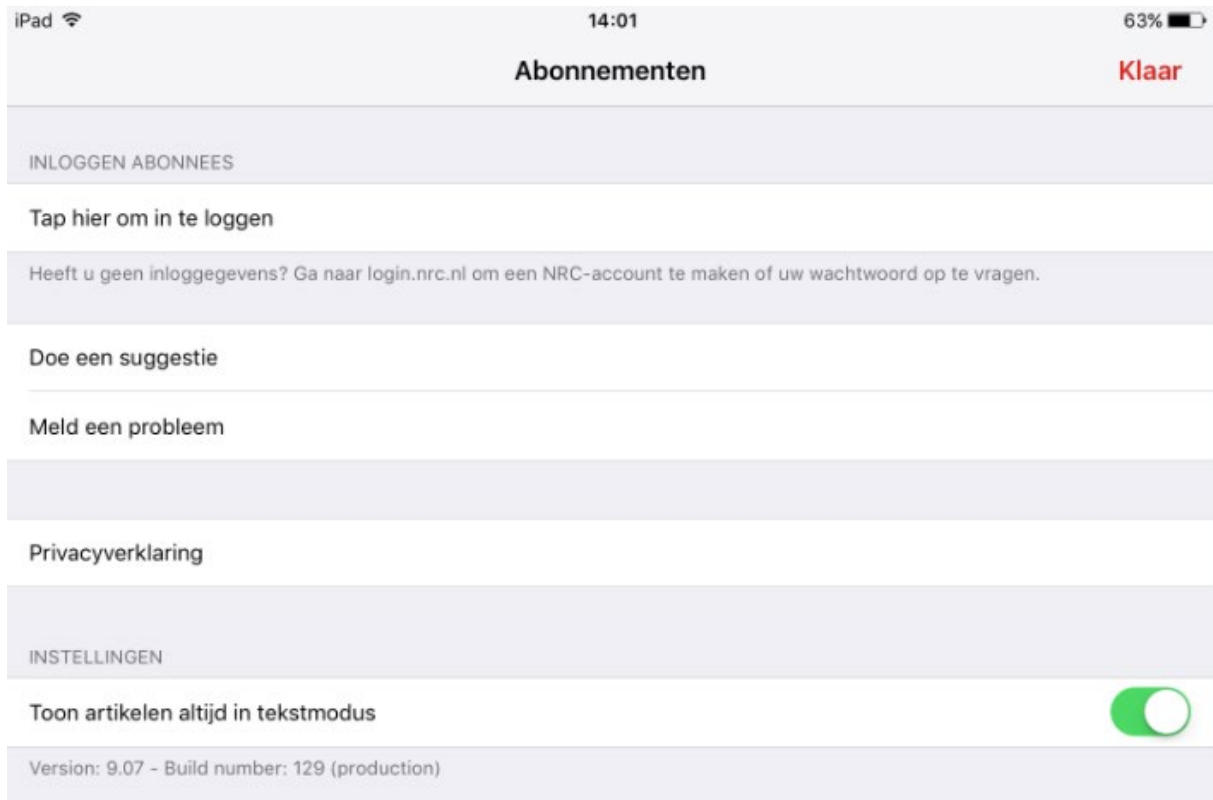 iPad 14:01 63%
Abonnementen Klaar
INLOGGEN ABONNEES
Tap hier om in te loggen
Heeft u geen inloggegevens? Ga naar login.nrc.nl om een NRC-account te maken of uw wachtwoord op te vragen.
Doe een suggestie
Meld een probleem
Privacyverklaring
INSTELLINGEN
Toon artikelen altijd in tekstmodus
Version: 9.07 - Build number: 129 (production)